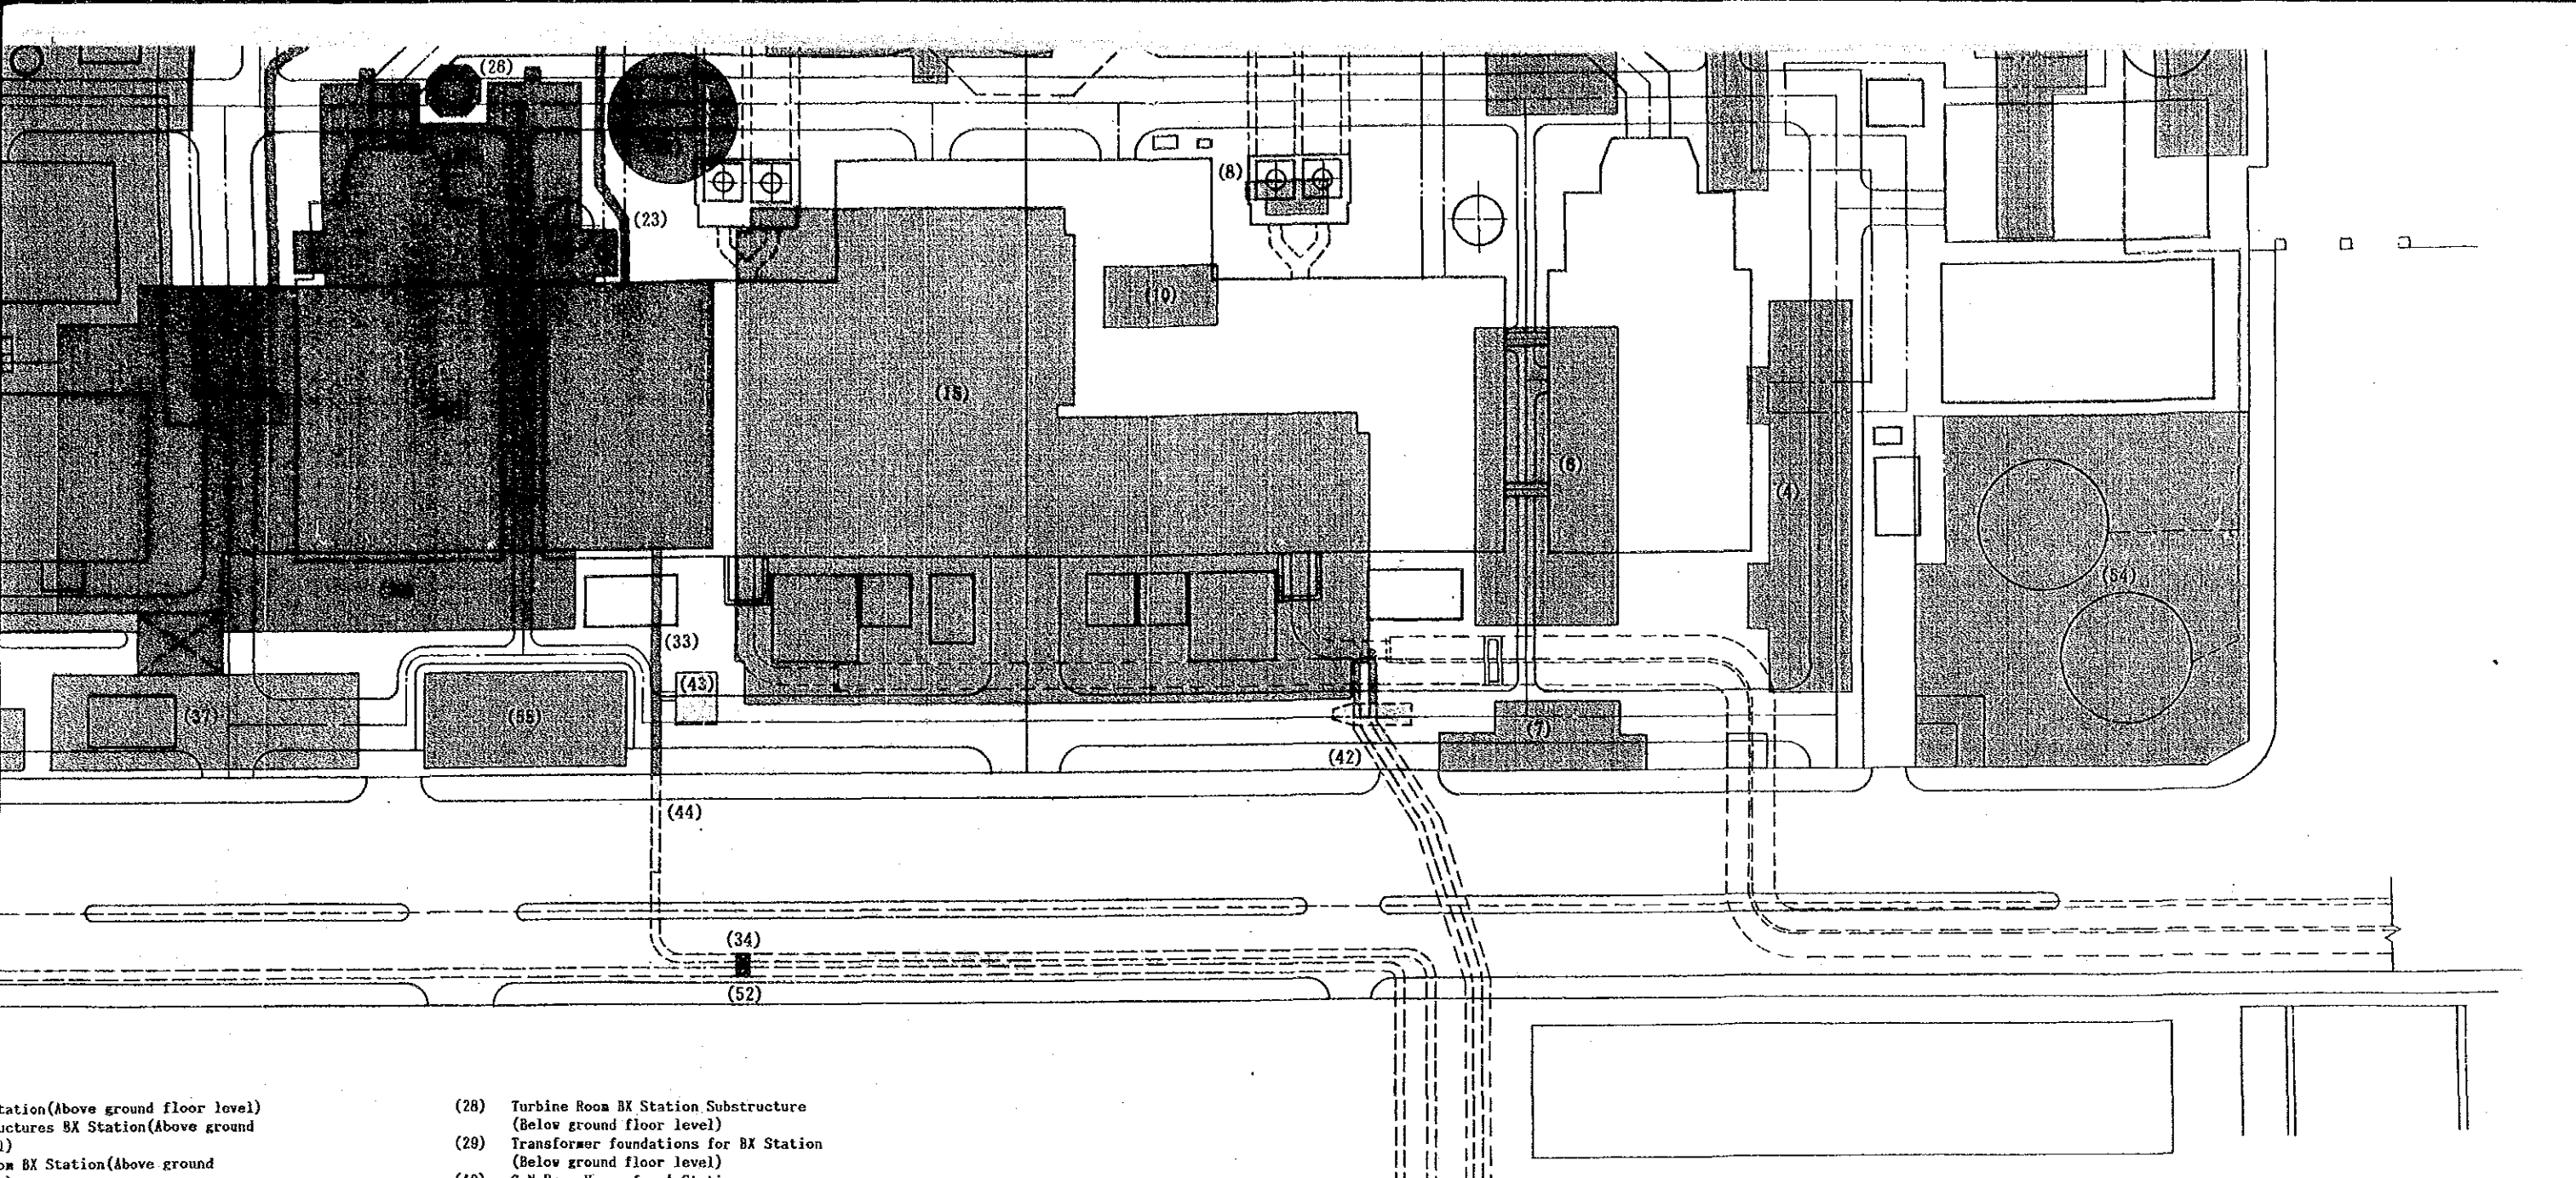 (26)
(23)
(8)
(10)
(15)
(6)
(4)
(54)
(33)
(43)
(37)
(55)
(7)
(42)
(44)
(34)
(52)
tation(Above ground floor level)
uctures BX Station(Above ground
l)
om BX Station(Above ground
(28) Turbine Room BX Station Substructure
(Below ground floor level)
(29) Transformer foundations for BX Station
(Below ground floor level)